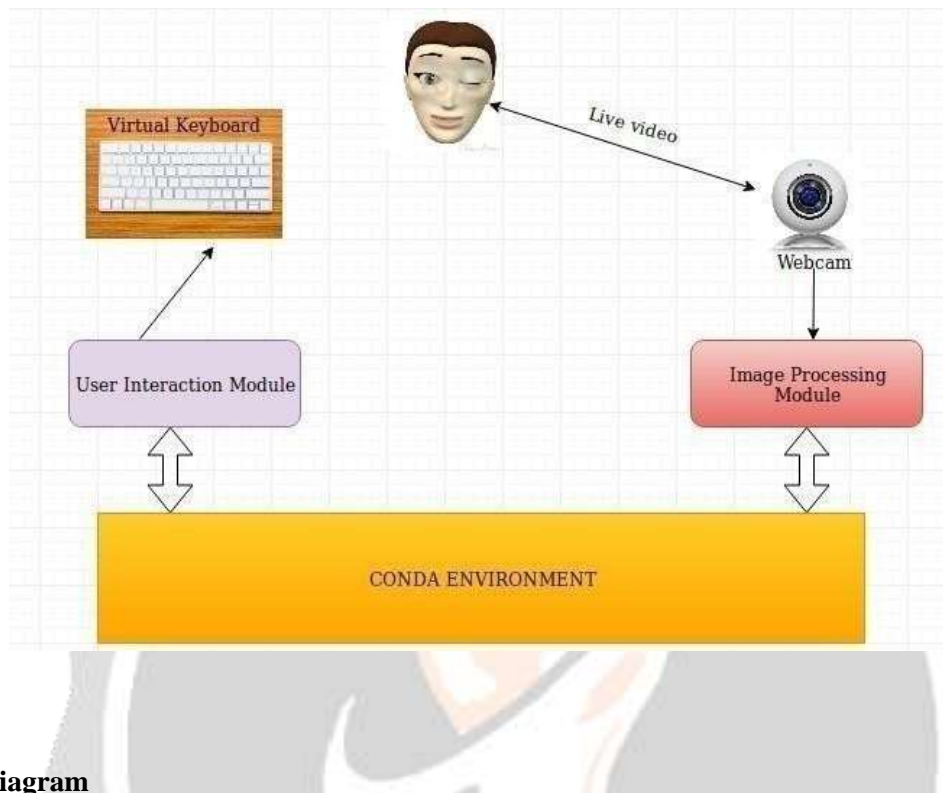 Live video
Virtual Keyboard
Webcam
User Interaction Module
Image Processing
Module
CONDA ENVIRONMENT
iagram